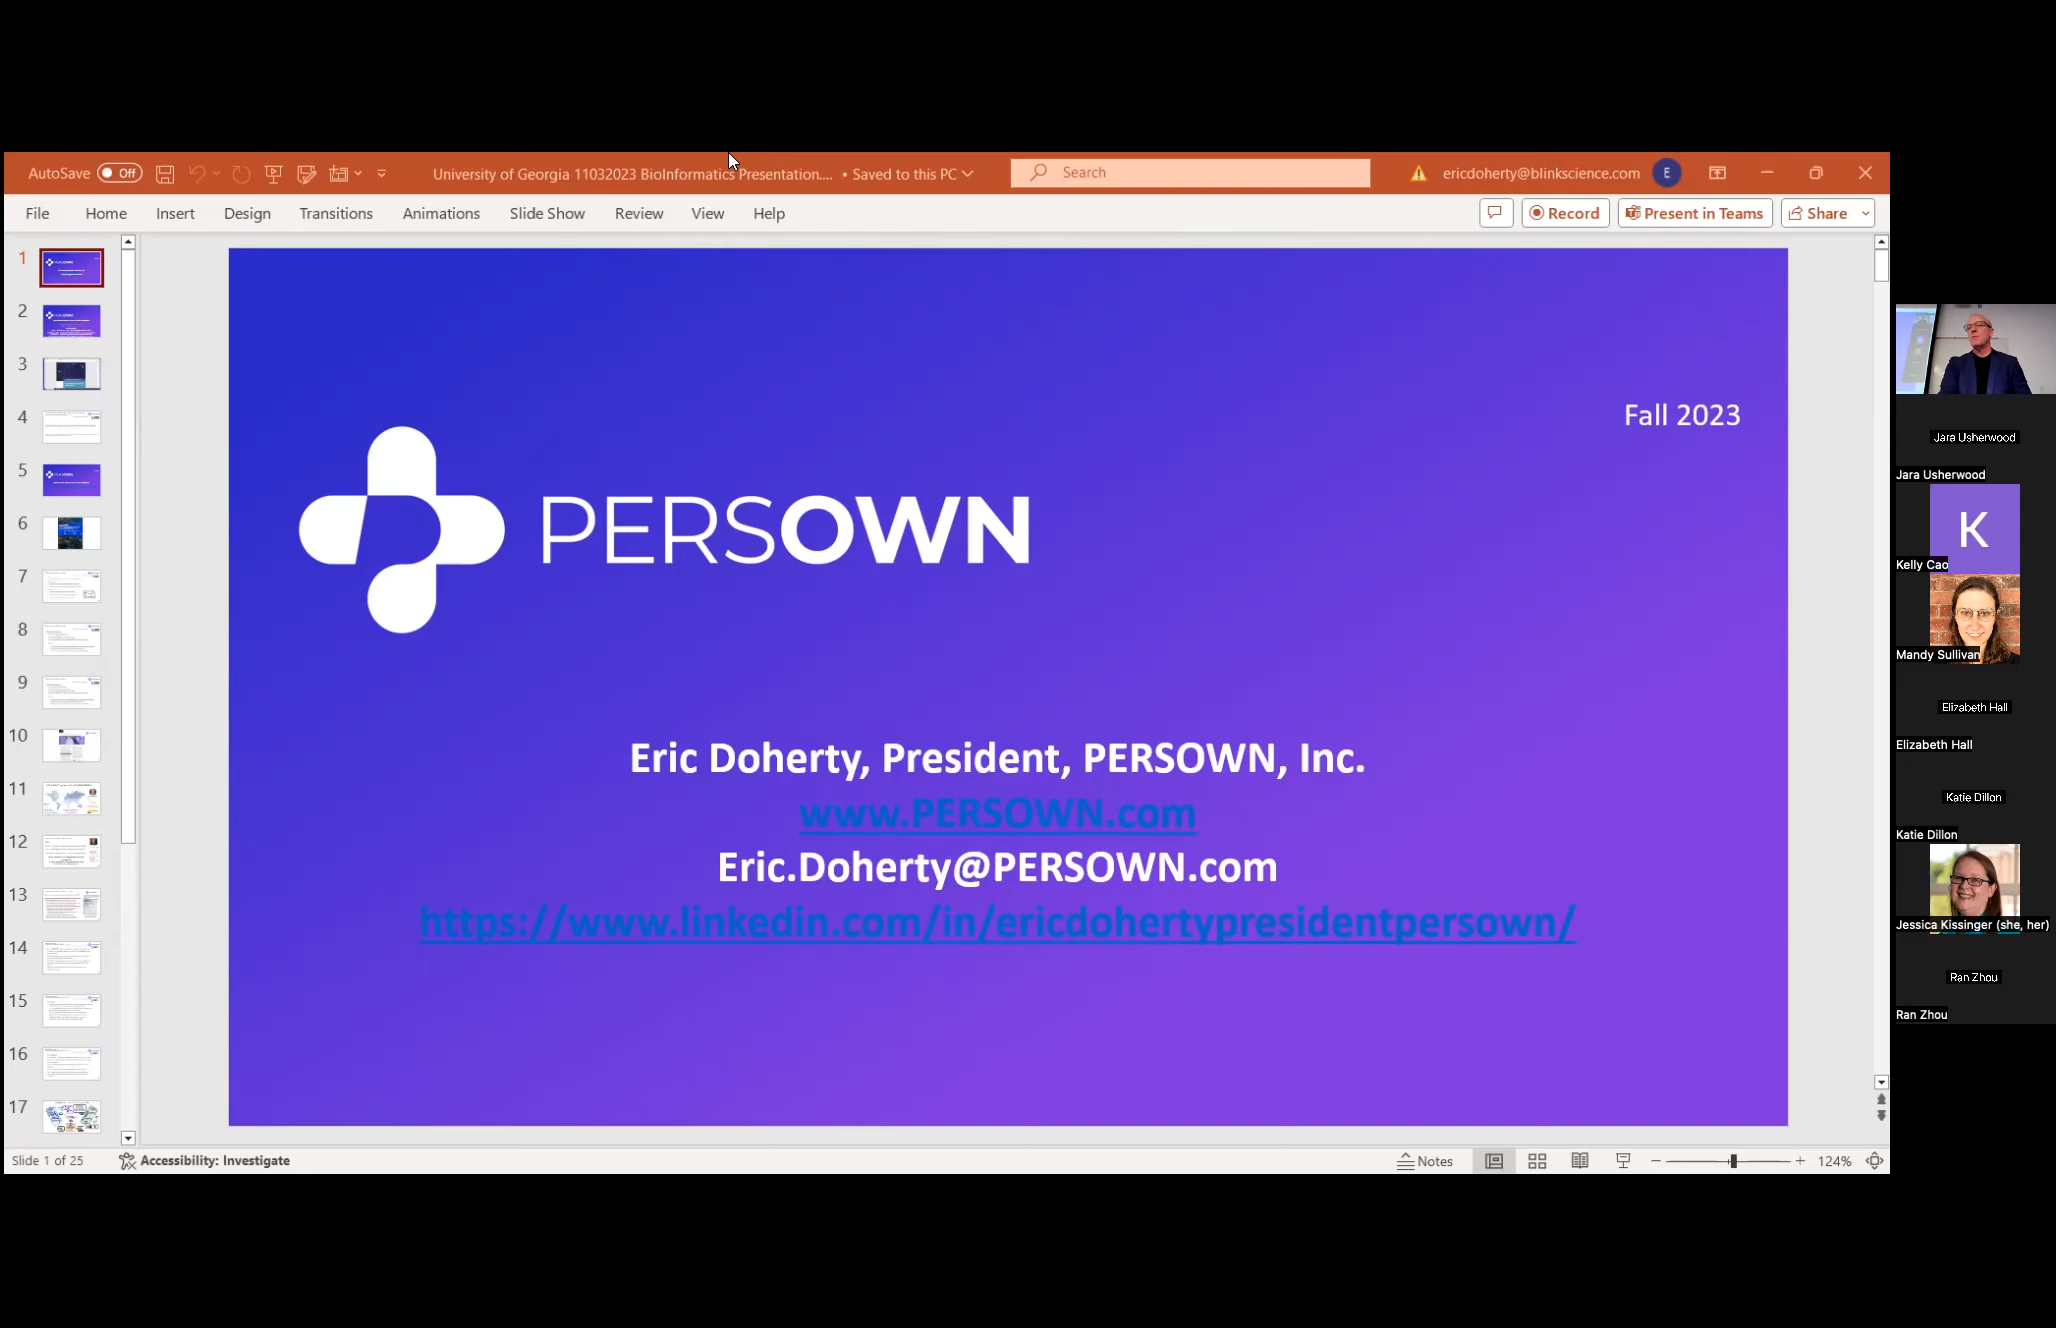 AutoSave Off
University of Georgia 11032023 BioInformatics Presentation.... • Saved to this PC
Search
ericdoherty@blinkscience.com E
File Home Insert Design Transitions Animations Slide Show Review View Help
Record Present in Teams Share
1
2
3
4
5
6
7
8
9
10
11
12
13
14
15
16
17
Fall 2023
PERSOWN
Eric Doherty, President, PERSOWN, Inc.
www.PERSOWN.com
Eric.Doherty@PERSOWN.com
https://www.linkedin.com/in/ericdohertypresidentpersown/
Jara Usherwood
Jara Usherwood
K
Kelly Cao
Mandy Sullivan
Elizabeth Hall
Elizabeth Hall
Katie Dillon
Katie Dillon
Jessica Kissinger (she, her)
Ran Zhou
Ran Zhou
Slide 1 of 25 Accessibility: Investigate
Notes 124%